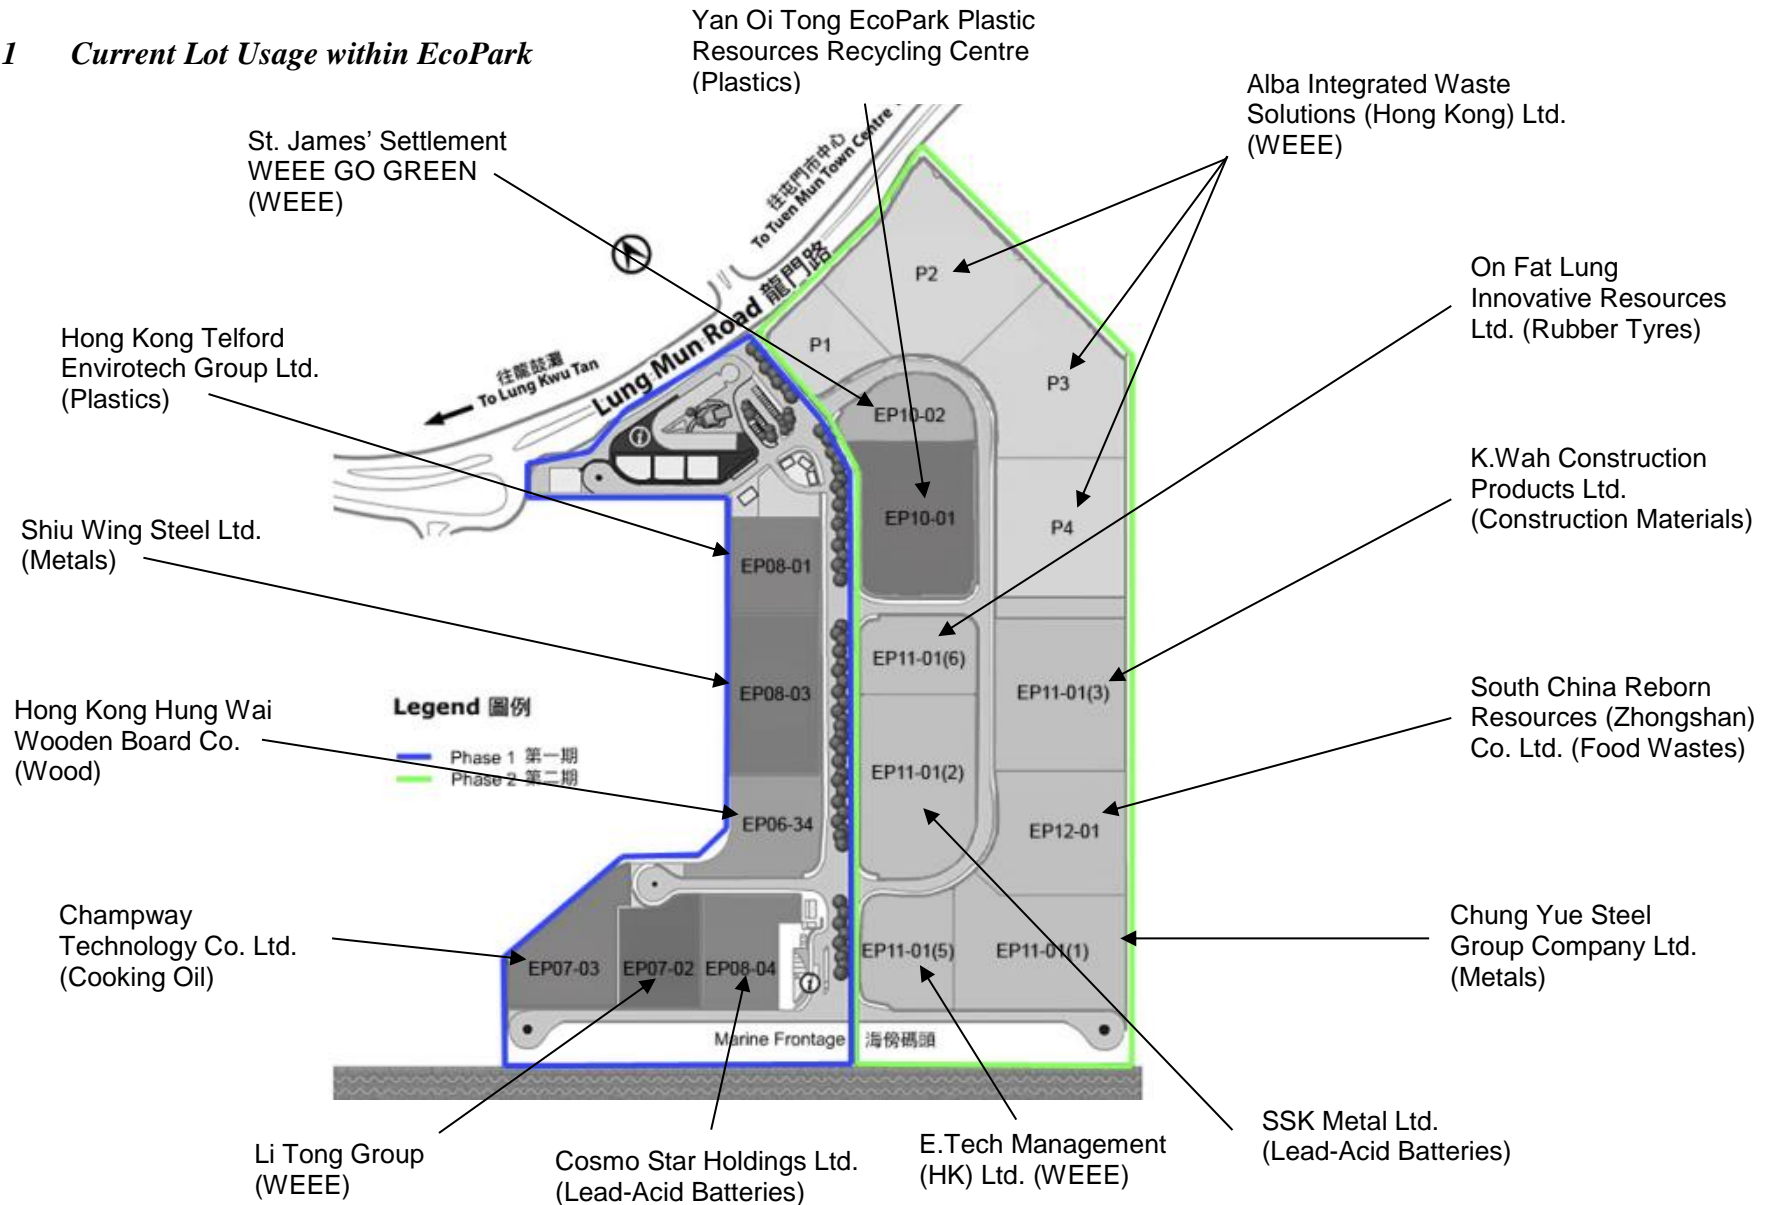 1 Current Lot Usage within EcoPark
Yan Oi Tong EcoPark Plastic
Resources Recycling Centre
(Plastics)
Alba Integrated Waste
Solutions (Hong Kong) Ltd.
(WEEE)
St. James’ Settlement
WEEE GO GREEN
(WEEE)
往屯門市中心
To Tuen Mun Town Centre
On Fat Lung
Innovative Resources
Ltd. (Rubber Tyres)
Hong Kong Telford
Envirotech Group Ltd.
(Plastics)
往龍鼓灘
To Lung Kwu Tan
Lung Mun Road 龍門路
P2
P1
P3
EP10-02
K.Wah Construction
Products Ltd.
(Construction Materials)
Shiu Wing Steel Ltd.
(Metals)
EP10-01
P4
EP08-01
EP11-01(6)
EP08-03
EP11-01(3)
South China Reborn
Resources (Zhongshan)
Co. Ltd. (Food Wastes)
Hong Kong Hung Wai
Wooden Board Co.
(Wood)
Legend 圖例
Phase 1 第一期
Phase 2 第二期
EP11-01(2)
EP06-34
EP12-01
Champway
Technology Co. Ltd.
(Cooking Oil)
Chung Yue Steel
Group Company Ltd.
(Metals)
EP07-03
EP07-02
EP08-04
EP11-01(5)
EP11-01(1)
Marine Frontage 海傍碼頭
Li Tong Group
(WEEE)
Cosmo Star Holdings Ltd.
(Lead-Acid Batteries)
E.Tech Management
(HK) Ltd. (WEEE)
SSK Metal Ltd.
(Lead-Acid Batteries)